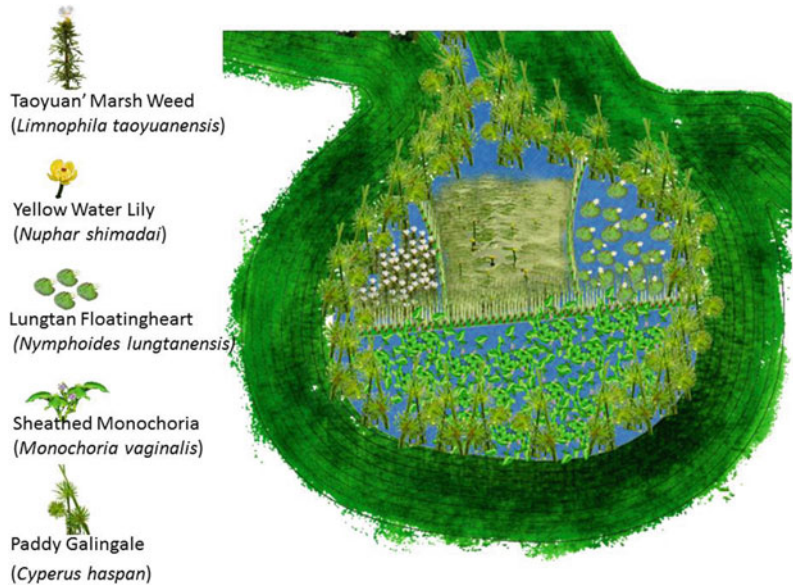 Taoyuan’ Marsh Weed
(Limnophila taoyuanensis)
Yellow Water Lily
(Nuphar shimadai)
Lungtan Floatingheart
(Nymphoides lungtanensis)
Sheathed Monochoria
(Monochoria vaginalis)
Paddy Galingale
(Cyperus haspan)